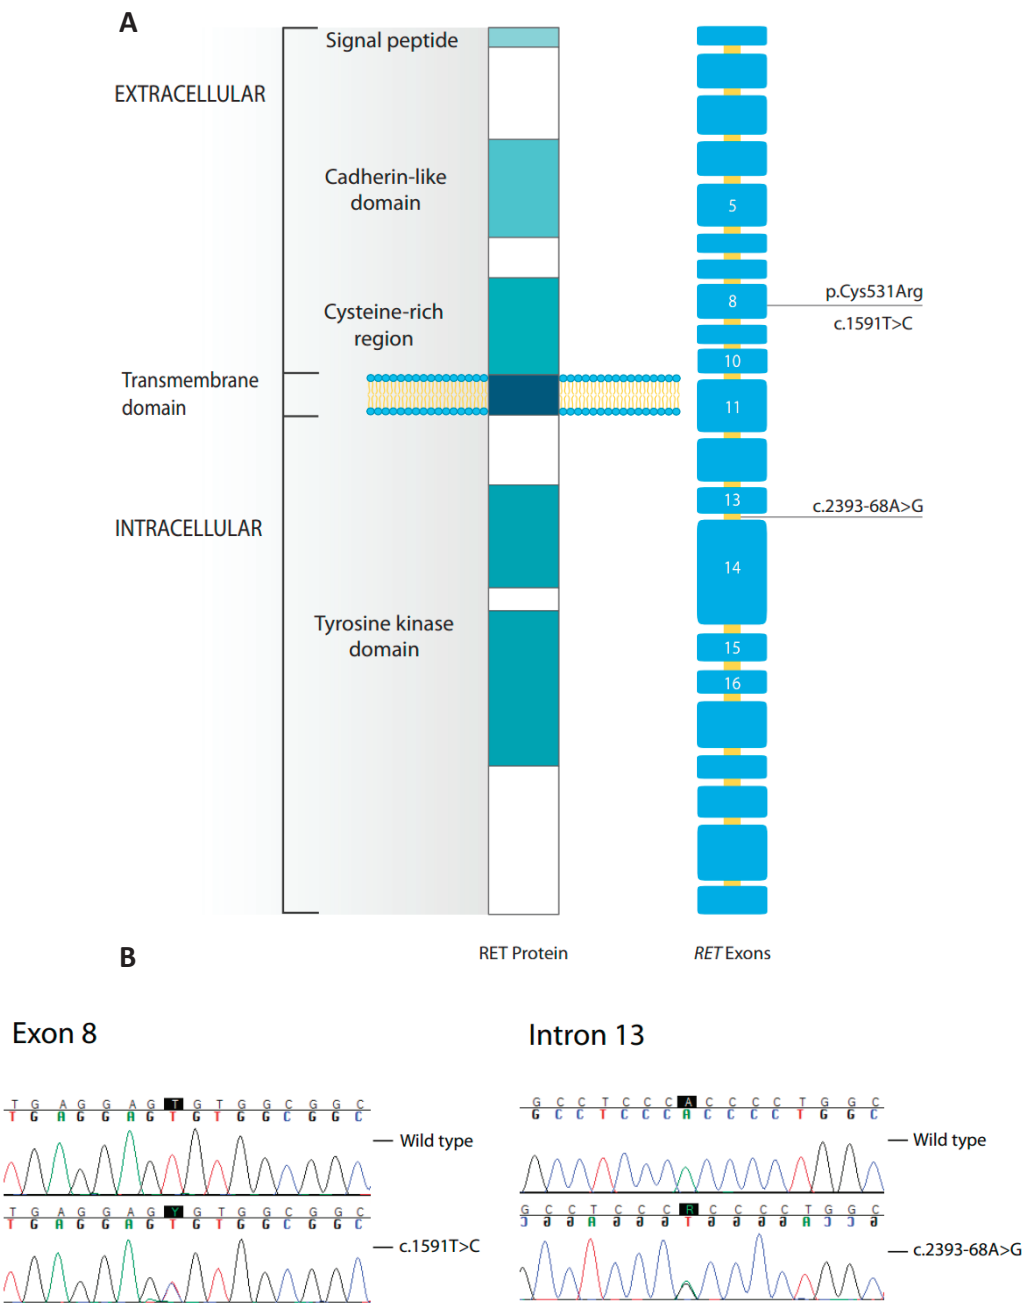 A
Signal peptide
EXTRACELLULAR
Cadherin-like
domain
5
8
p.Cys531Arg
c.1591T>C
Cysteine-rich
region
10
Transmembrane
domain
11
13
c.2393-68A>G
INTRACELLULAR
14
Tyrosine kinase
domain
15
16
RET Protein
RET Exons
B
Exon 8
T G A G G A G T G T G G C G G C
T G A G G A G T G T G G C G G C
Wild type
T G A G G A G Y G T G G C G G C
T G A G G A G T G T G G C G G C
c.1591T>C
Intron 13
G C C T C C C A C C C C T G G C
G C C T C C C A C C C C T G G C
Wild type
G C C T C C C R C C C C T G G C
c.2393-68A>G